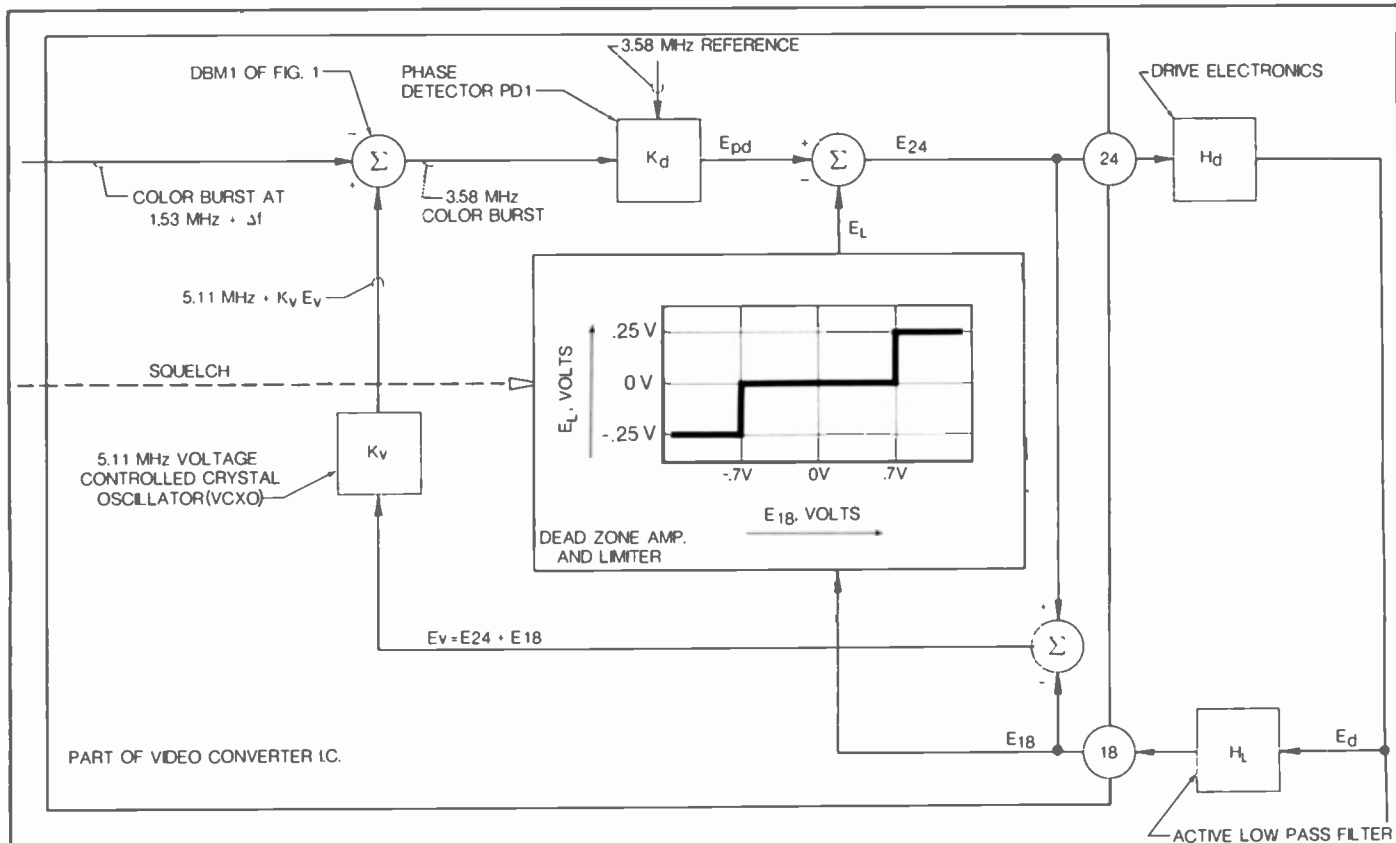 3.58 MHz REFERENCE
DBM1 OF FIG. 1
PHASE
DETECTOR PD1
DRIVE ELECTRONICS
-
Σ
+
Kd
Epd
+
Σ
-
E24
24
Hd
COLOR BURST AT
1.53 MHz + Δf
3.58 MHz
COLOR BURST
EL
5.11 MHz + Kv Ev
SQUELCH
EL, VOLTS
.25 V
0 V
-.25 V
-.7V
0V
.7V
E18, VOLTS
DEAD ZONE AMP.
AND LIMITER
Kv
5.11 MHz VOLTAGE
CONTROLLED CRYSTAL
OSCILLATOR(VCXO)
Ev = E24 + E18
+
Σ
-
E18
18
HL
Ed
PART OF VIDEO CONVERTER I.C.
ACTIVE LOW PASS FILTER